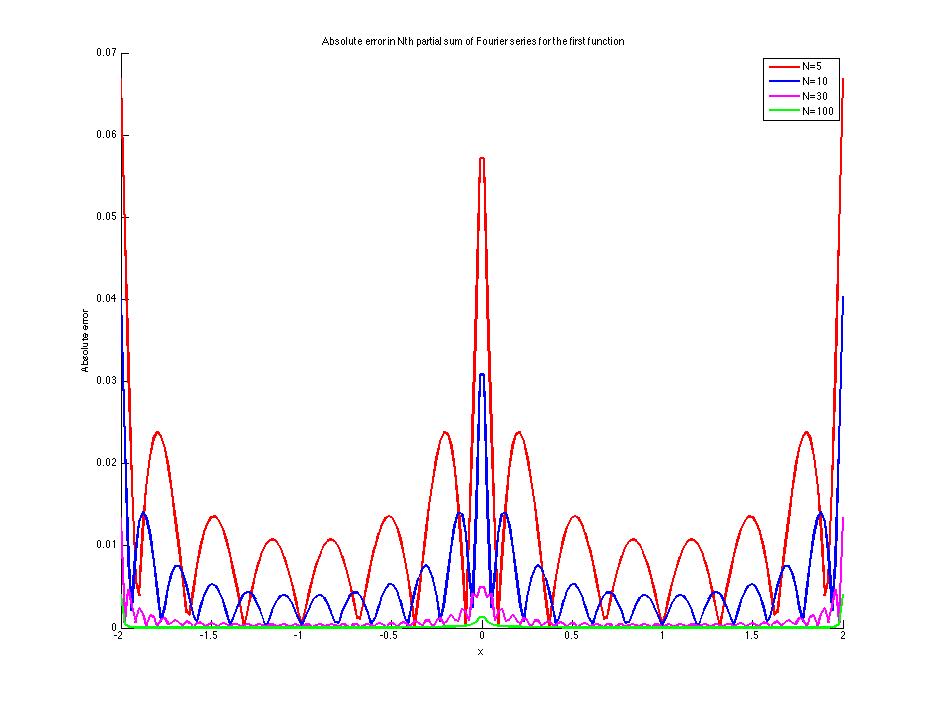 Absolute error in Nth partial sum of Fourier series for the first function
0.07
0.06
0.05
0.04
0.03
0.02
0.01
0
Absolute error
N=5
N=10
N=30
N=100
-2
-1.5
-1
-0.5
0
0.5
1
1.5
2
x